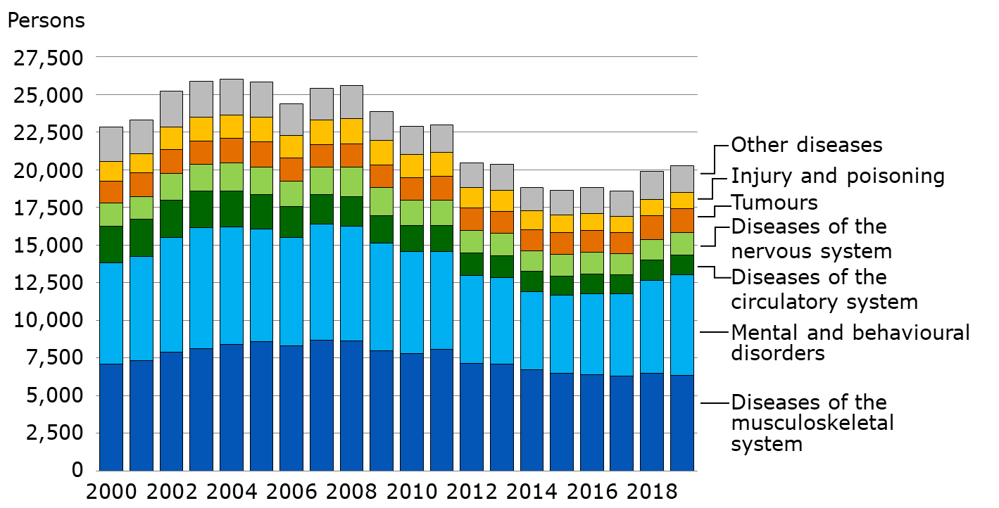 Persons
27,500
25,000
22,500
20,000
17,500
15,000
12,500
10,000
7,500
5,000
2,500
0
2000 2002 2004 2006 2008 2010 2012 2014 2016 2018
Other diseases
Injury and poisoning
Tumours
Diseases of the
nervous system
Diseases of the
circulatory system
Mental and behavioural
disorders
Diseases of the
musculoskeletal
system